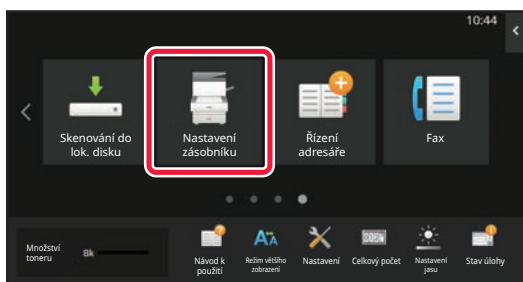 10:44
Skenování do
lok. disku
Nastavení
zásobníku
Řízení
adresáře
Fax
Množství
toneru
Bk
Návod k
použití
Režim většího
zobrazení
Nastavení
Celkový počet
Nastavení
jasu
Stav úlohy